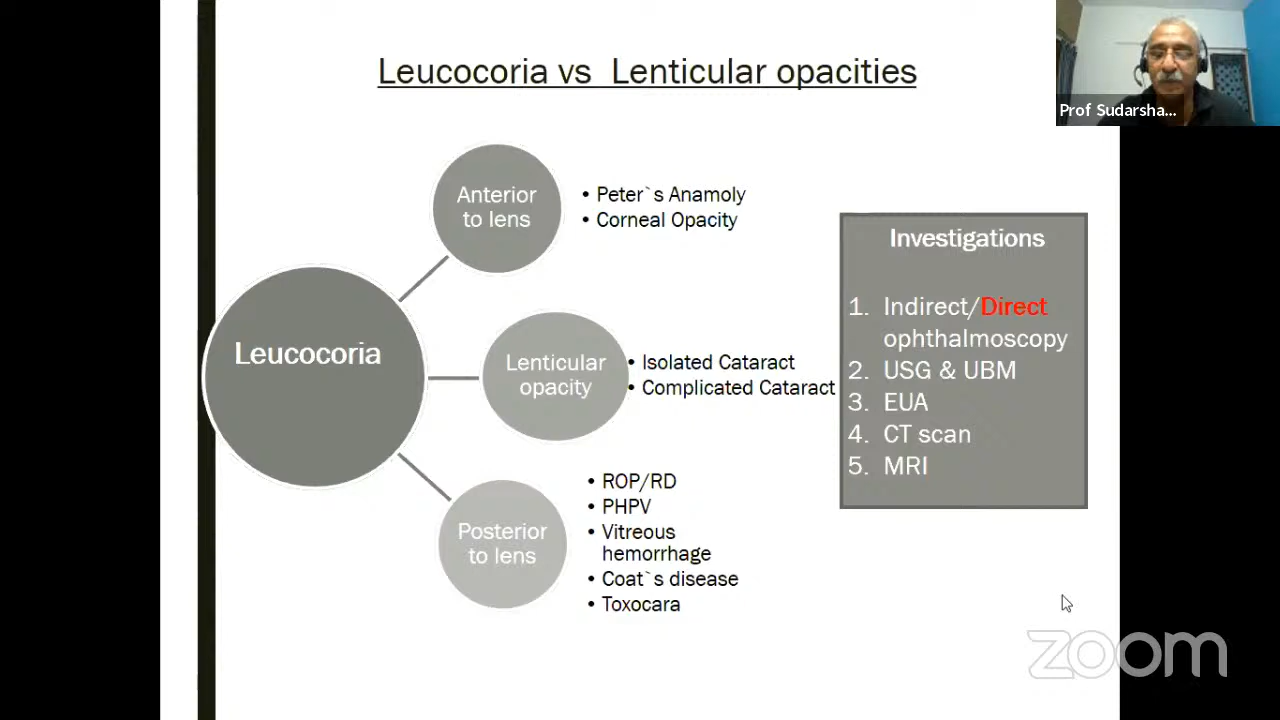 Leucocoria vs Lenticular opacities
Prof Sudarsha...
Anterior
to lens
• Peter`s Anamoly
• Corneal Opacity
Leucocoria
Lenticular
opacity
• Isolated Cataract
• Complicated Cataract
Posterior
to lens
• ROP/RD
• PHPV
• Vitreous
hemorrhage
• Coat`s disease
• Toxocara
Investigations
1. Indirect/Direct
ophthalmoscopy
2. USG & UBM
3. EUA
4. CT scan
5. MRI
zoom